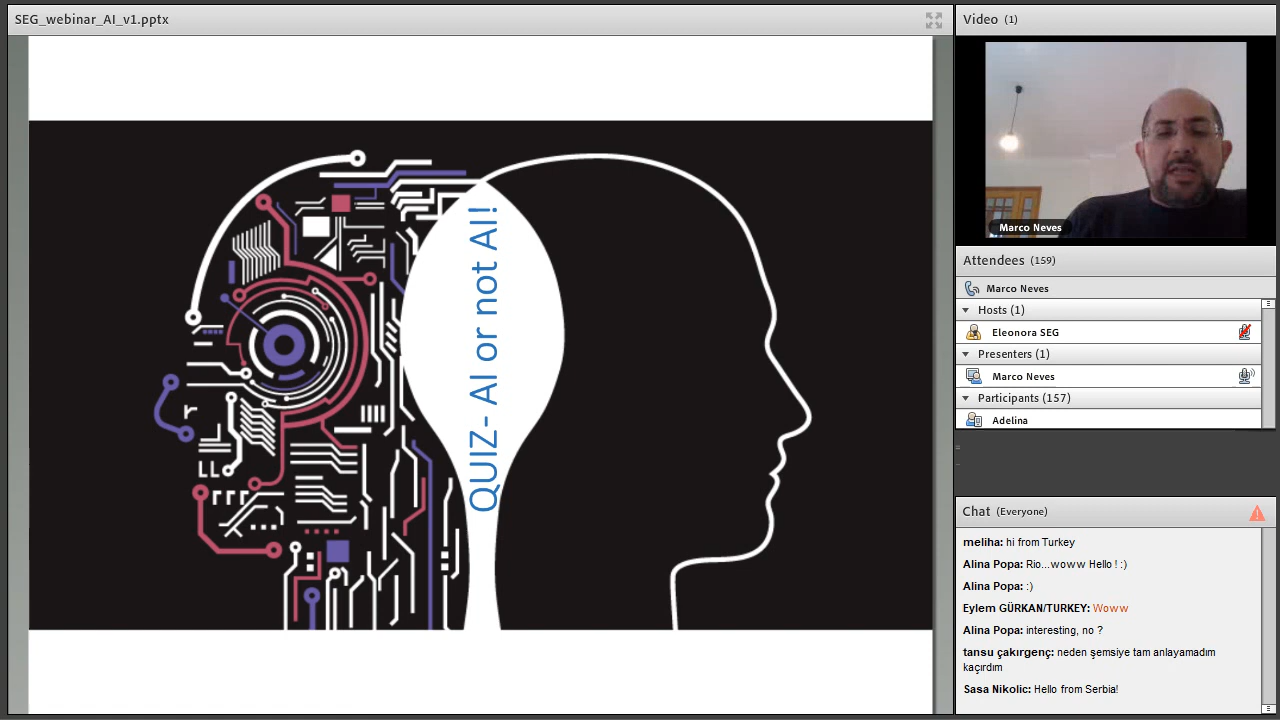 SEG_webinar_AI_v1.pptx
QUIZ- AI or not AI!
Video (1)
Marco Neves
Attendees (159)
Marco Neves
Hosts (1)
Eleonora SEG
Presenters (1)
Marco Neves
Participants (157)
Adelina
Chat (Everyone)
meliha: hi from Turkey
Alina Popa: Rio...woww Hello ! :)
Alina Popa: :)
Eylem GÜRKAN/TURKEY: Woww
Alina Popa: interesting, no ?
tansu çakırgenç: neden şemsiye tam anlayamadım
kaçırdım
Sasa Nikolic: Hello from Serbia!